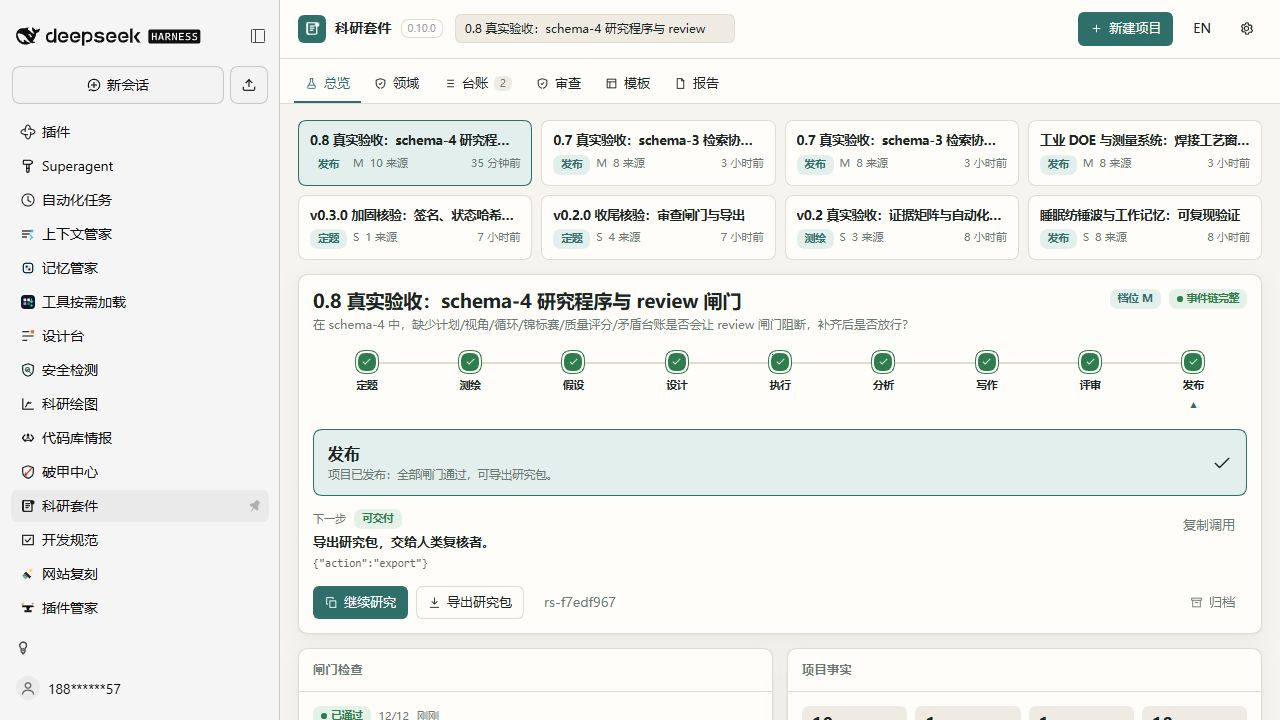 deepseek HARNESS
新会话
插件
Superagent
自动化任务
上下文管家
记忆管家
工具按需加载
设计台
安全检测
科研绘图
代码库情报
破甲中心
科研套件
开发规范
网站复刻
插件管家
188******57
科研套件 0.10.0 0.8 真实验收：schema-4 研究程序与 review
新建项目 EN
总览 领域 台账 2 审查 模板 报告
0.8 真实验收：schema-4 研究程…
发布 M 10 来源 35 分钟前
0.7 真实验收：schema-3 检索协…
发布 M 8 来源 3 小时前
0.7 真实验收：schema-3 检索协…
发布 M 8 来源 3 小时前
工业 DOE 与测量系统：焊接工艺窗…
发布 M 8 来源 3 小时前
v0.3.0 加固核验：签名、状态哈希…
定题 S 1 来源 7 小时前
v0.2.0 收尾核验：审查闸门与导出
定题 S 4 来源 7 小时前
v0.2 真实验收：证据矩阵与自动化…
测绘 S 3 来源 8 小时前
睡眠纺锤波与工作记忆：可复现验证
发布 S 8 来源 8 小时前
0.8 真实验收：schema-4 研究程序与 review 闸门
档位 M 事件链完整
在 schema-4 中，缺少计划/视角/循环/锦标赛/质量评分/矛盾台账是否会让 review 闸门阻断，补齐后是否放行？
定题 测绘 假设 设计 执行 分析 写作 评审 发布
发布
项目已发布：全部闸门通过，可导出研究包。
下一步 可交付
复制调用
导出研究包，交给人类复核者。
{"action":"export"}
继续研究 导出研究包 rs-f7edf967 归档
闸门检查
项目事实
已通过 12/12 刚刚